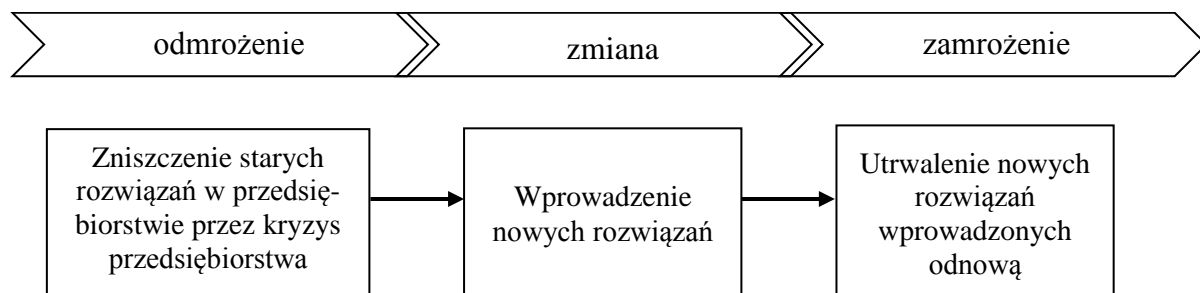 odmrożenie
zmiana
zamrożenie
Zniszczenie starych
rozwiązań w przedsię-
biorstwie przez kryzys
przedsiębiorstwa
Wprowadzenie
nowych rozwiązań
Utrwalenie nowych
rozwiązań
wprowadzonych
odnową